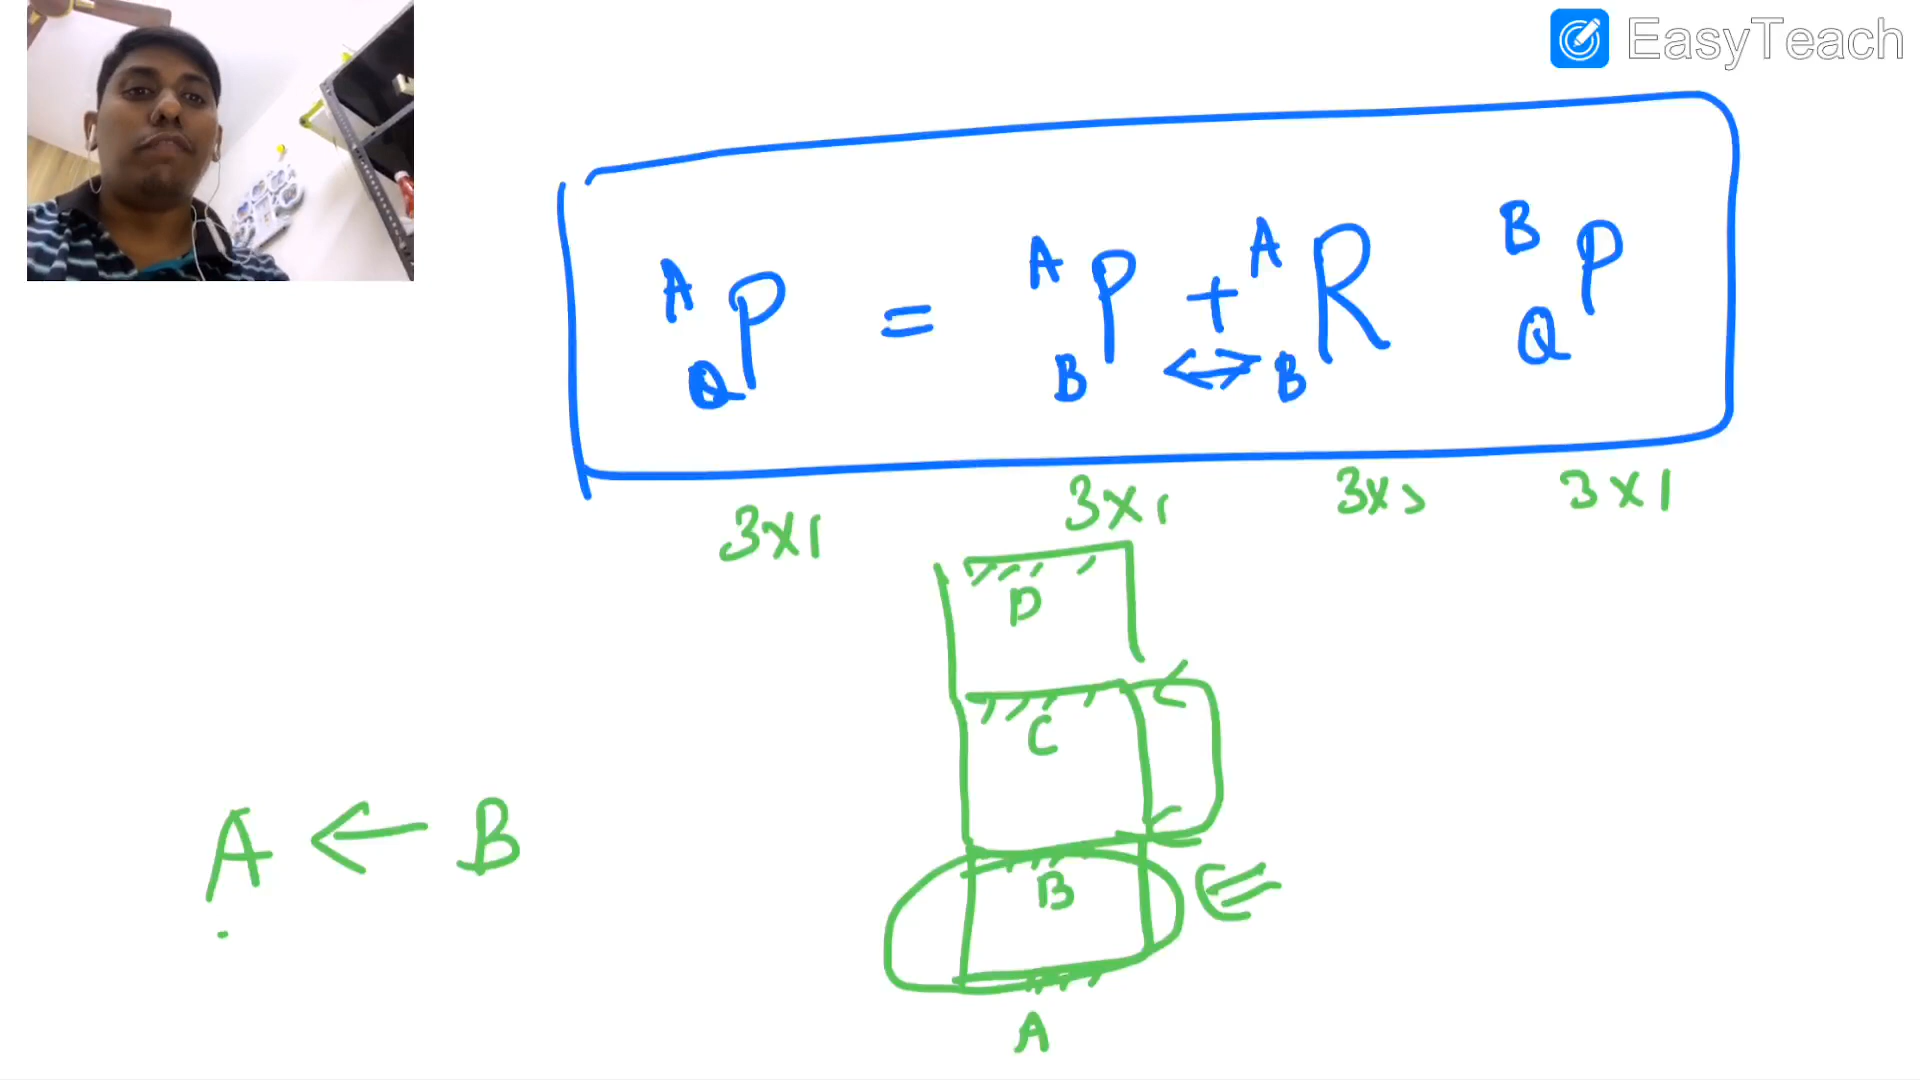 EasyTeach
A Q P = A B P + A B R B Q P
3x1 3x1 3x3 3x1
D
C
A ← B
B
A